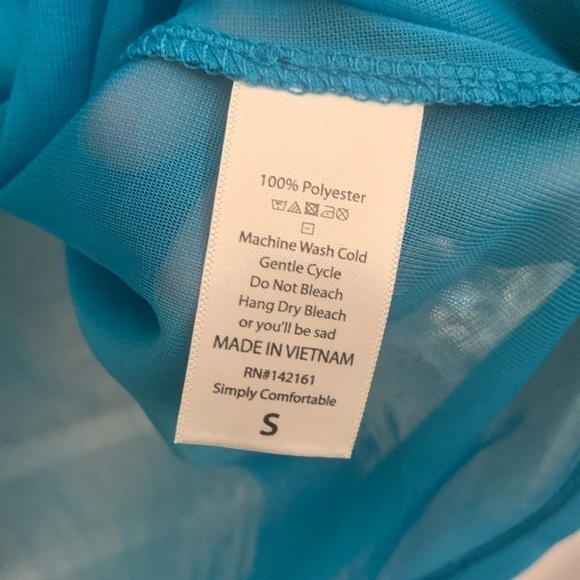 100% Polyester
Machine Wash Cold
Gentle Cycle
Do Not Bleach
Hang Dry Bleach
or you'll be sad
MADE IN VIETNAM
RN#142161
Simply Comfortable
S